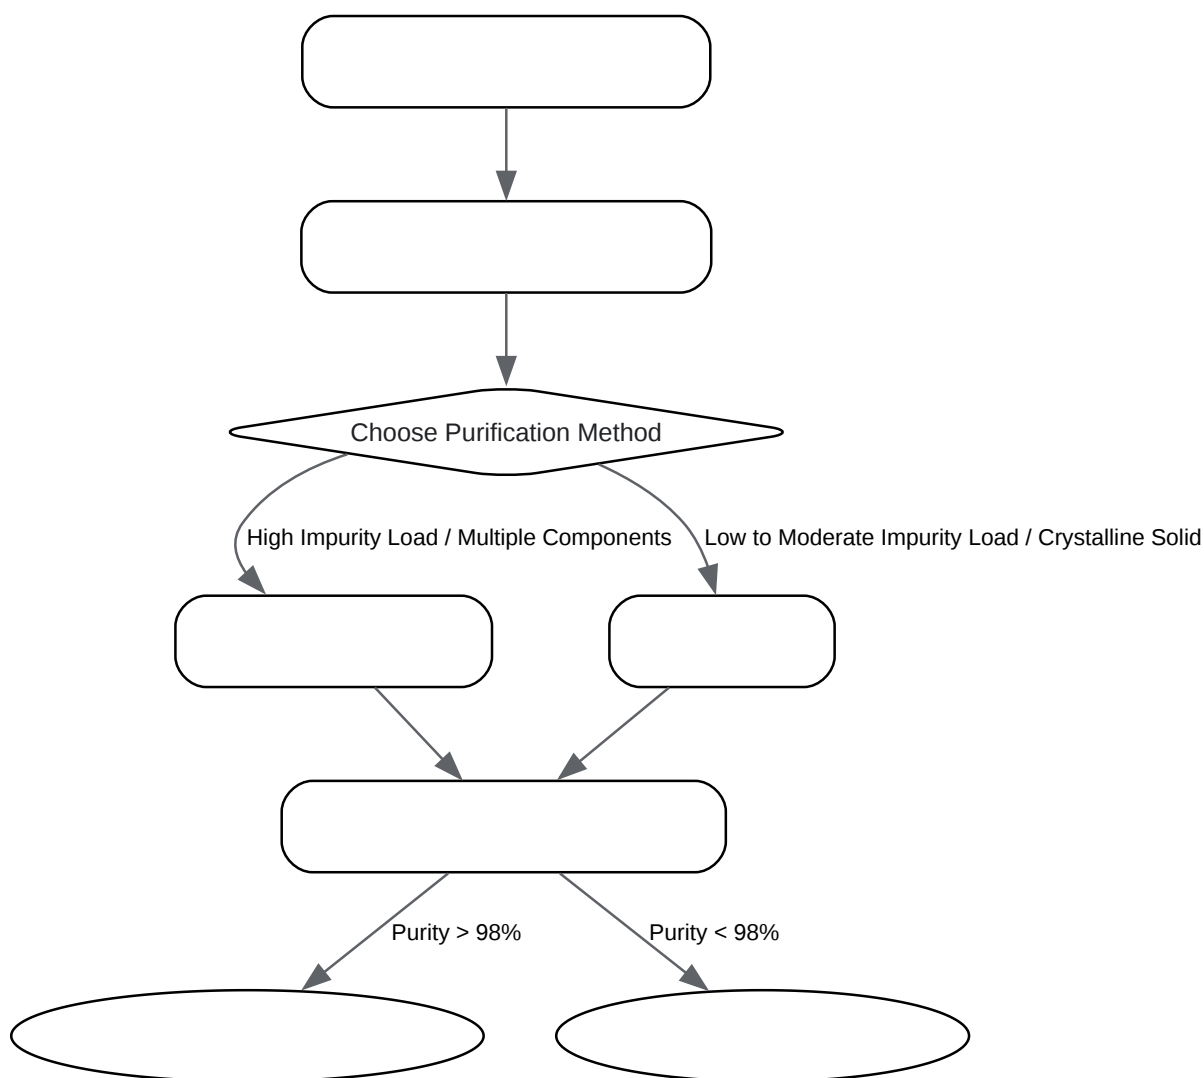 Choose Purification Method
High Impurity Load / Multiple Components
Low to Moderate Impurity Load / Crystalline Solid
Purity > 98%
Purity < 98%